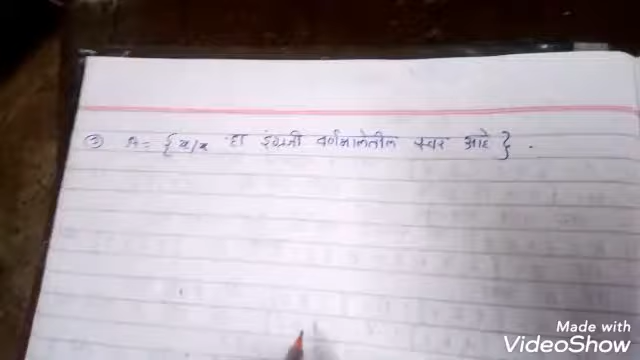 ③ A = { x/x हा इंग्रजी वर्णमालेतील स्वर आहे } .
Made with
VideoShow